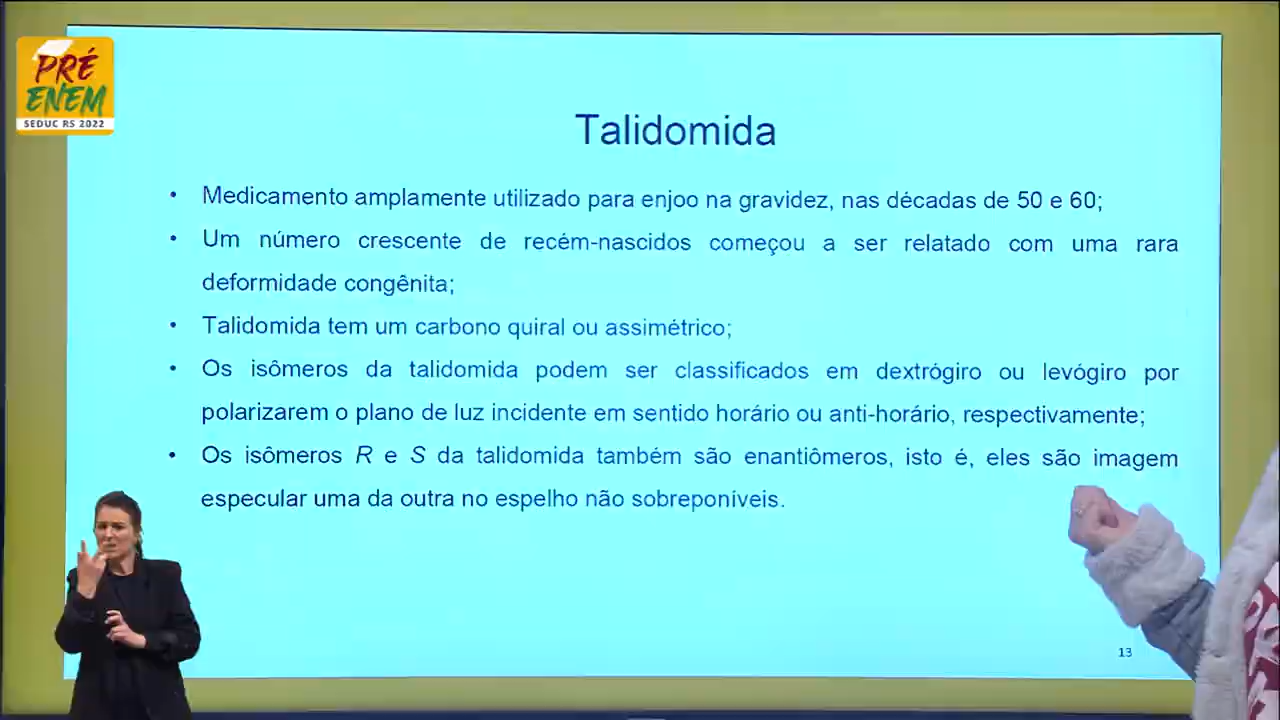 PRÉ
ENEM
SEDUC RS 2022
Talidomida
• Medicamento amplamente utilizado para enjoo na gravidez, nas décadas de 50 e 60;
• Um número crescente de recém-nascidos começou a ser relatado com uma rara
deformidade congênita;
• Talidomida tem um carbono quiral ou assimétrico;
• Os isômeros da talidomida podem ser classificados em dextrógiro ou levógiro por
polarizarem o plano de luz incidente em sentido horário ou anti-horário, respectivamente;
• Os isômeros R e S da talidomida também são enantiômeros, isto é, eles são imagem
especular uma da outra no espelho não sobreponíveis.
13